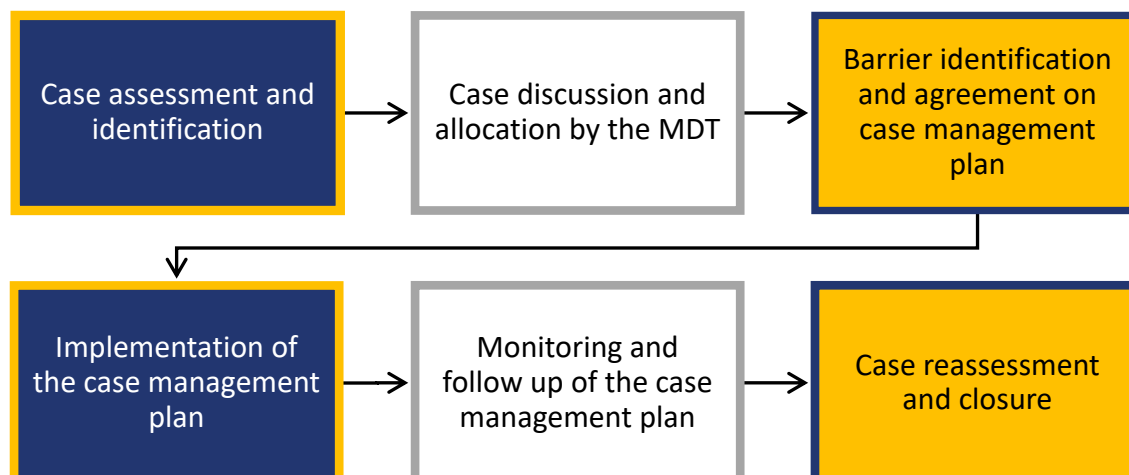 Case assessment and
identification
Case discussion and
allocation by the MDT
Barrier identification
and agreement on
case management
plan
Implementation of
the case management
plan
Monitoring and
follow up of the case
management plan
Case reassessment
and closure